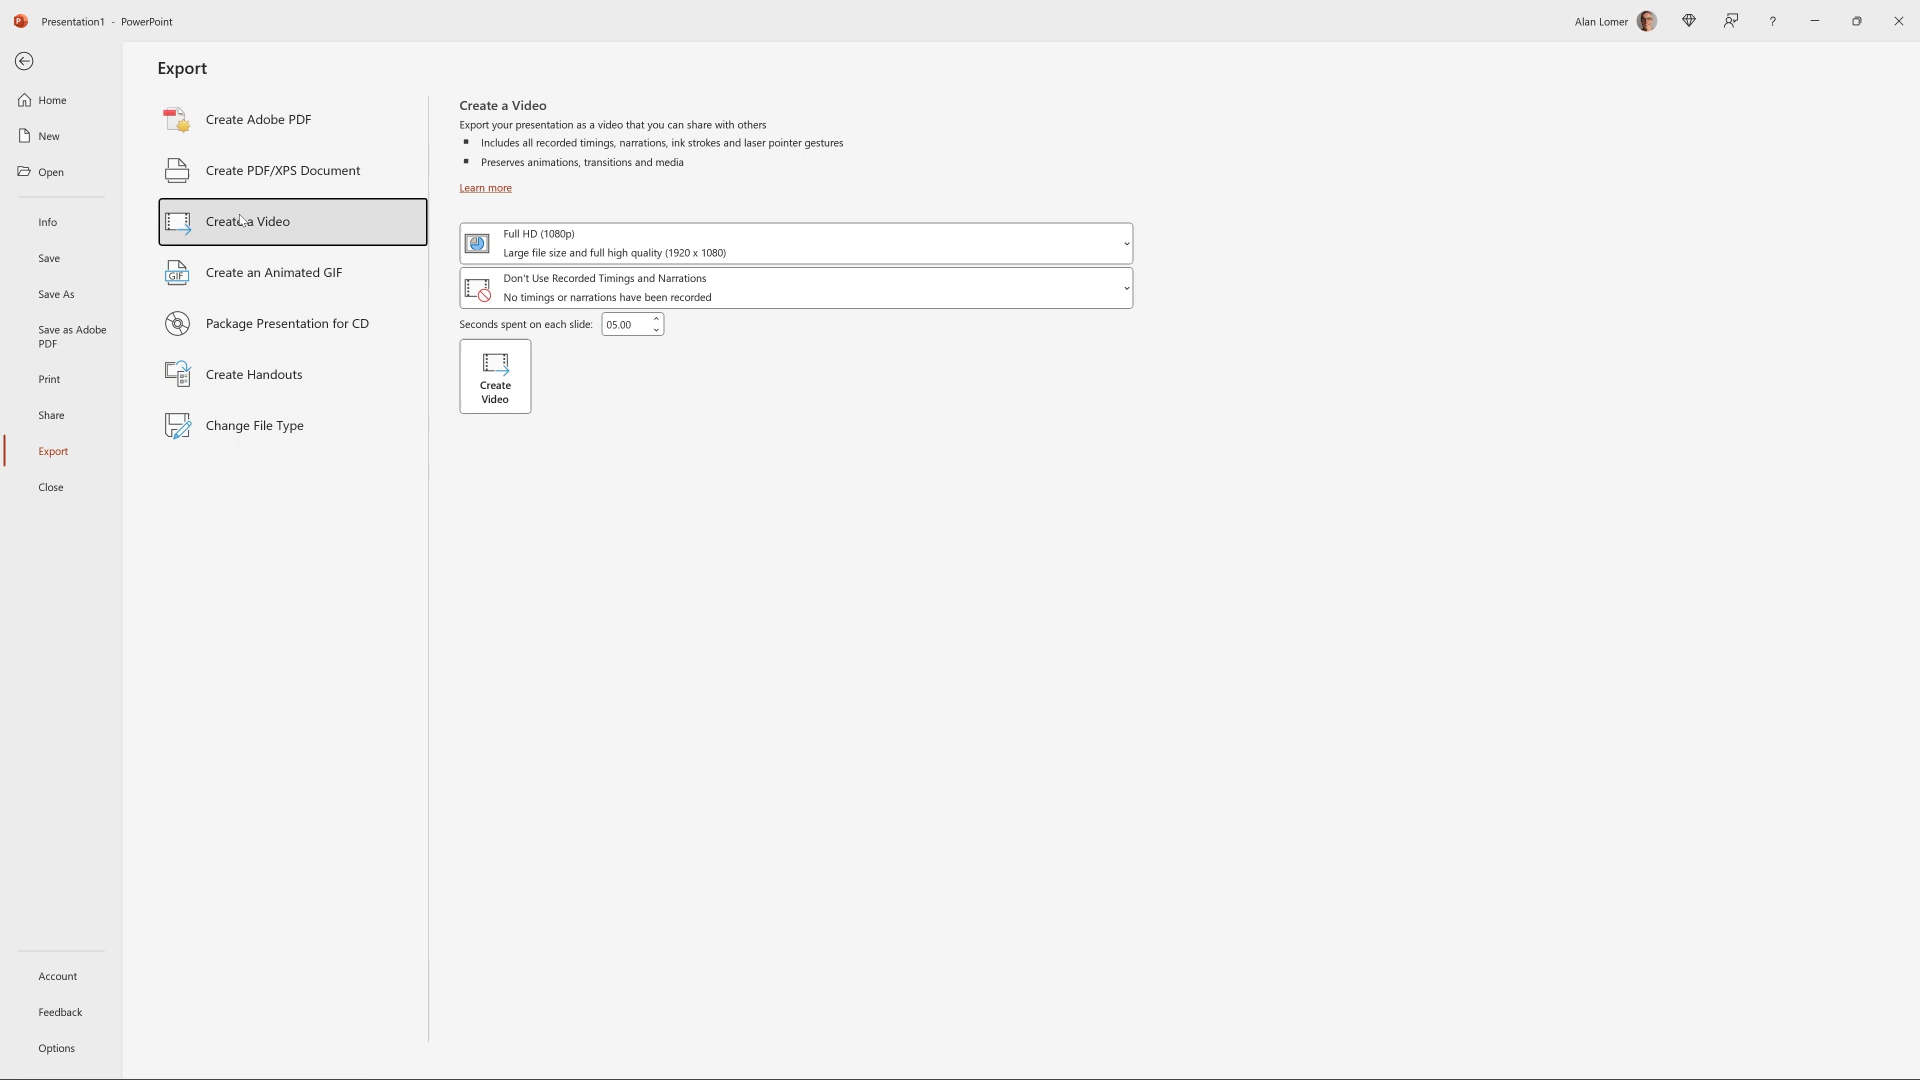 Presentation1 - PowerPoint
Alan Lomer
?
Home
New
Open
Info
Save
Save As
Save as Adobe
PDF
Print
Share
Export
Close
Account
Feedback
Options
Export
Create Adobe PDF
Create PDF/XPS Document
Create a Video
GIF
Create an Animated GIF
Package Presentation for CD
Create Handouts
Change File Type
Create a Video
Export your presentation as a video that you can share with others
Includes all recorded timings, narrations, ink strokes and laser pointer gestures
Preserves animations, transitions and media
Learn more
Full HD (1080p)
Large file size and full high quality (1920 x 1080)
Don't Use Recorded Timings and Narrations
No timings or narrations have been recorded
Seconds spent on each slide: 05.00
Create
Video